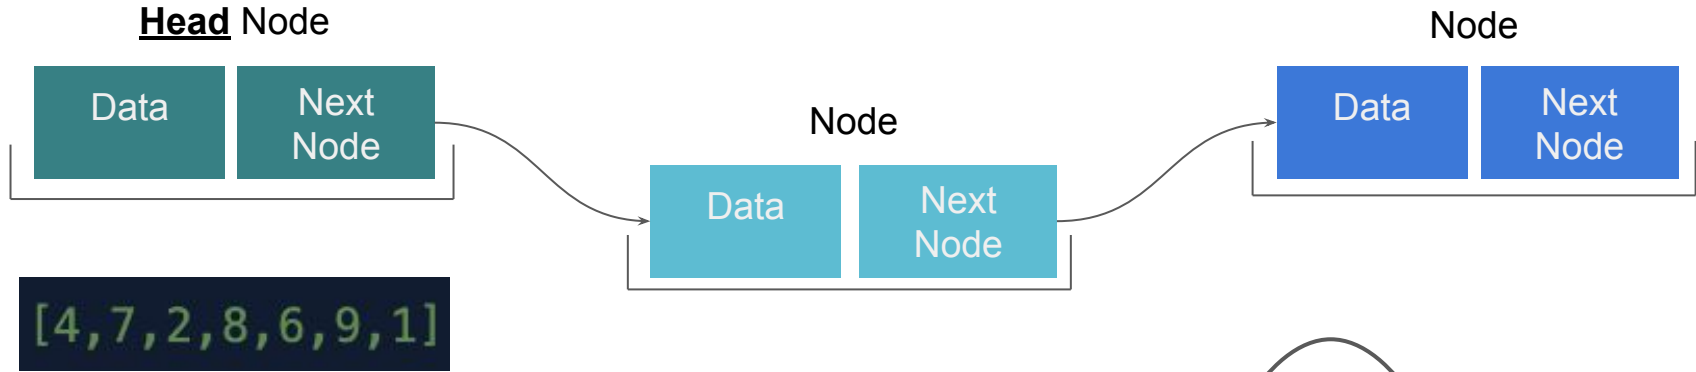 Head Node
Data
Next
Node
Node
Data
Next
Node
Node
Data
Next
Node
[4,7,2,8,6,9,1]